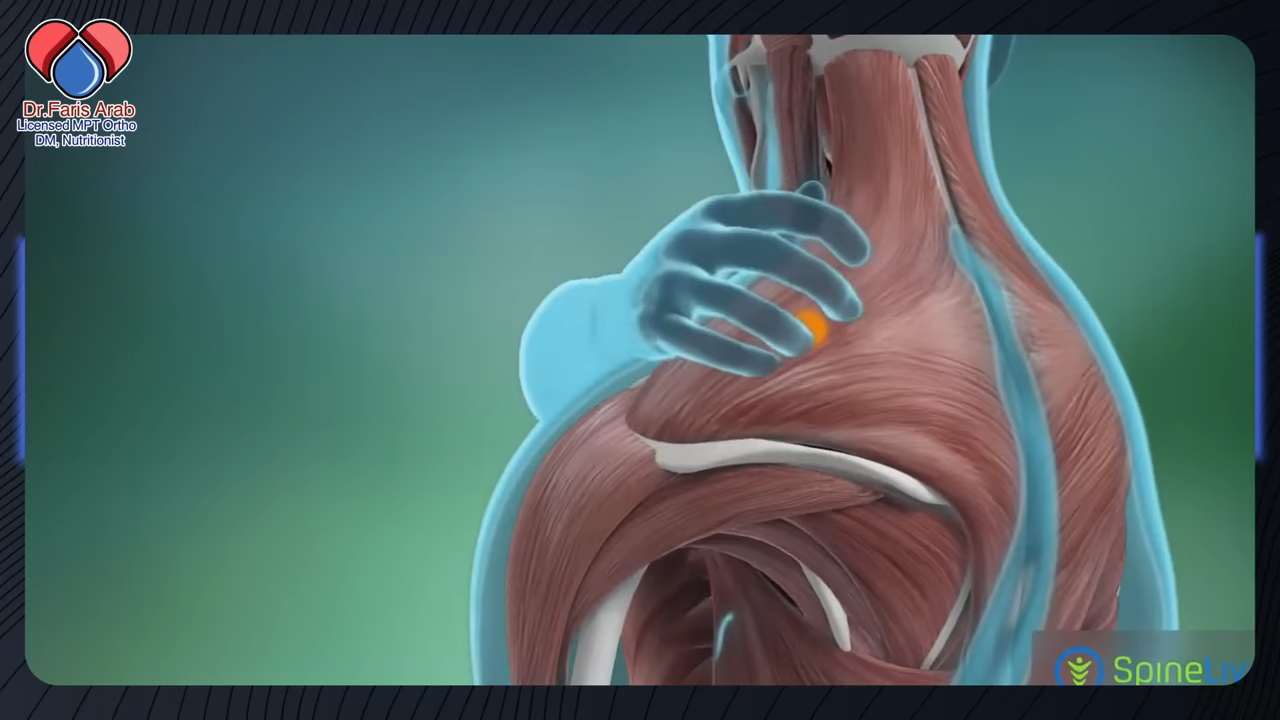 Dr.Faris Arab
Licensed MPT Ortho
DM, Nutritionist
SpineLiv